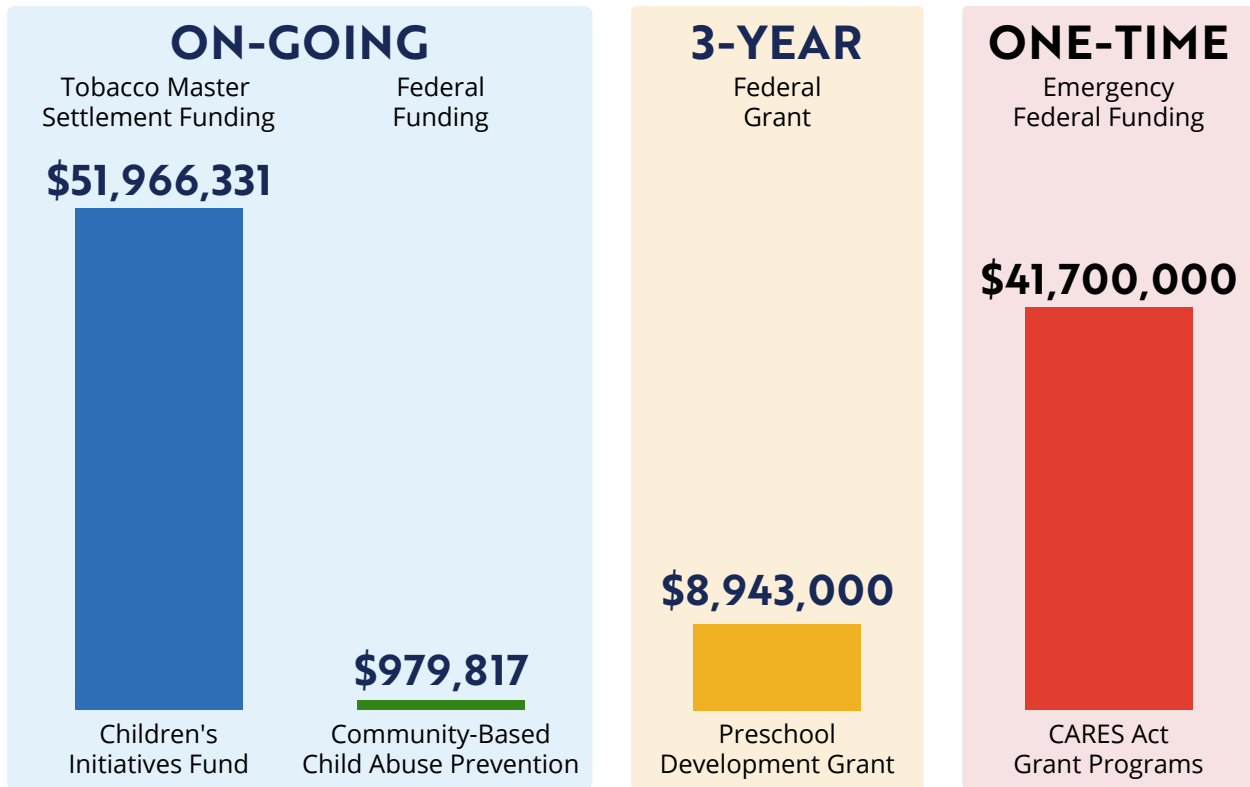 ON-GOING
Tobacco Master
Settlement Funding
$51,966,331
Children's
Initiatives Fund
Federal
Funding
$979,817
Community-Based
Child Abuse Prevention
3-YEAR
Federal
Grant
$8,943,000
Preschool
Development Grant
ONE-TIME
Emergency
Federal Funding
$41,700,000
CARES Act
Grant Programs